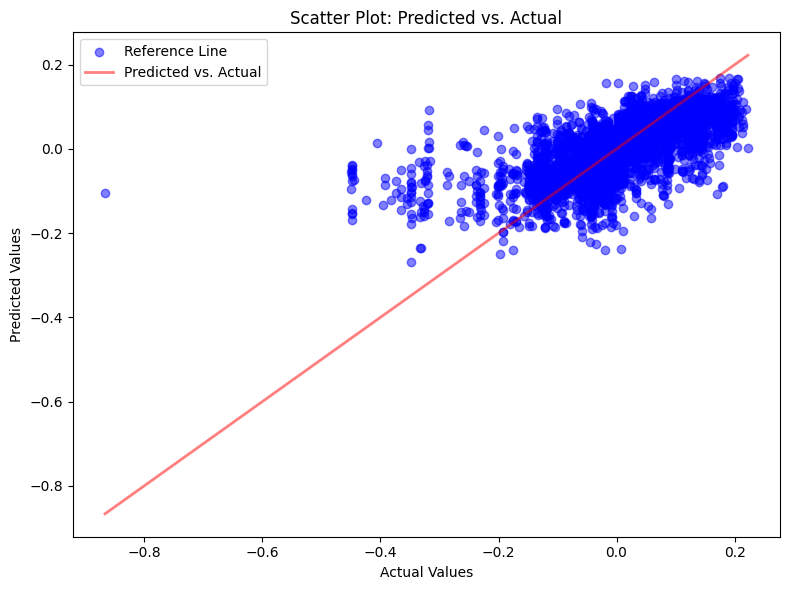 Scatter Plot: Predicted vs. Actual
Reference Line
Predicted vs. Actual
0.2
0.0
−0.2
−0.4
−0.6
−0.8
Predicted Values
−0.8 −0.6 −0.4 −0.2 0.0 0.2
Actual Values